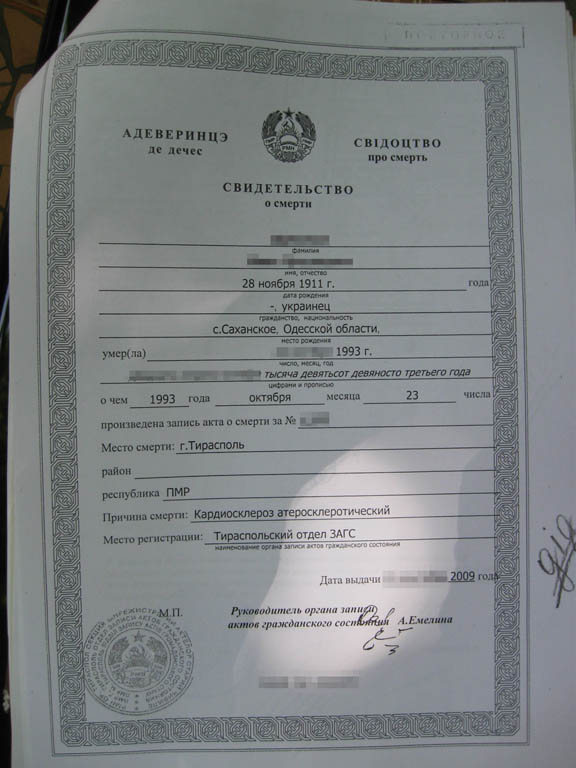 ПОВТОРНОЕ
АДЕВЕРИНЦЭ
де дечес
СВІДОЦТВО
про смерть
РМН
СВИДЕТЕЛЬСТВО
о смерти
фамилия
имя, отчество
28 ноября 1911 г. года
дата рождения
-, украинец
гражданство, национальность
с.Саханское, Одесской области,
место рождения
умер(ла) 1993 г.
число, месяц, год
тысяча девятьсот девяносто третьего года
цифрами и прописью
о чем 1993 года октября месяца 23 числа
произведена запись акта о смерти за №
Место смерти: г.Тирасполь
район
республика ПМР
Причина смерти: Кардиосклероз атеросклеротический
Место регистрации: Тираспольский отдел ЗАГС
наименование органа записи актов гражданского состояния
Дата выдачи 2009 года
М.П.
Руководитель органа записи
актов гражданского состояния А.Емелина